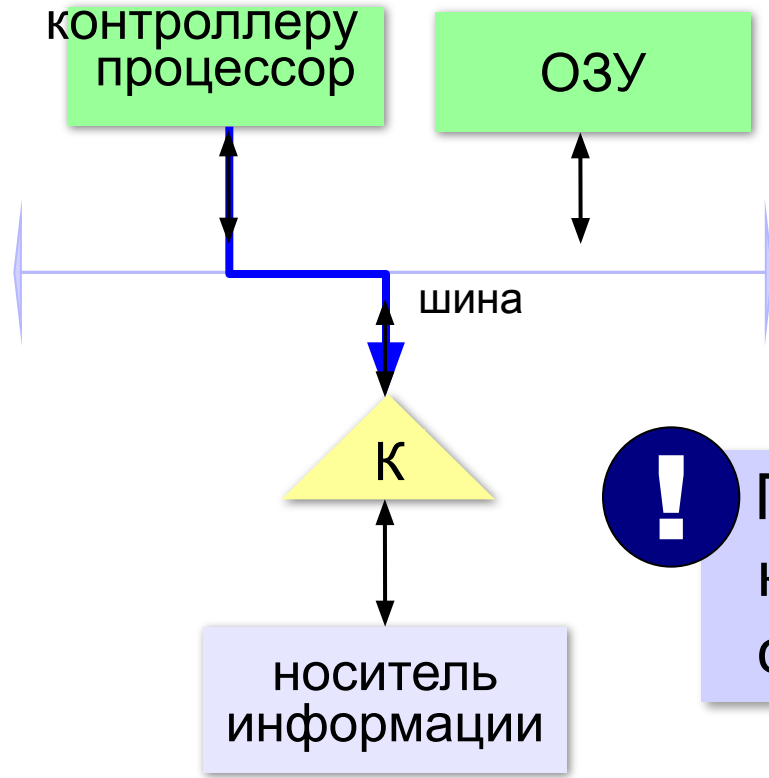 контроллеру
процессор
ОЗУ
шина
К
!
носитель
информации